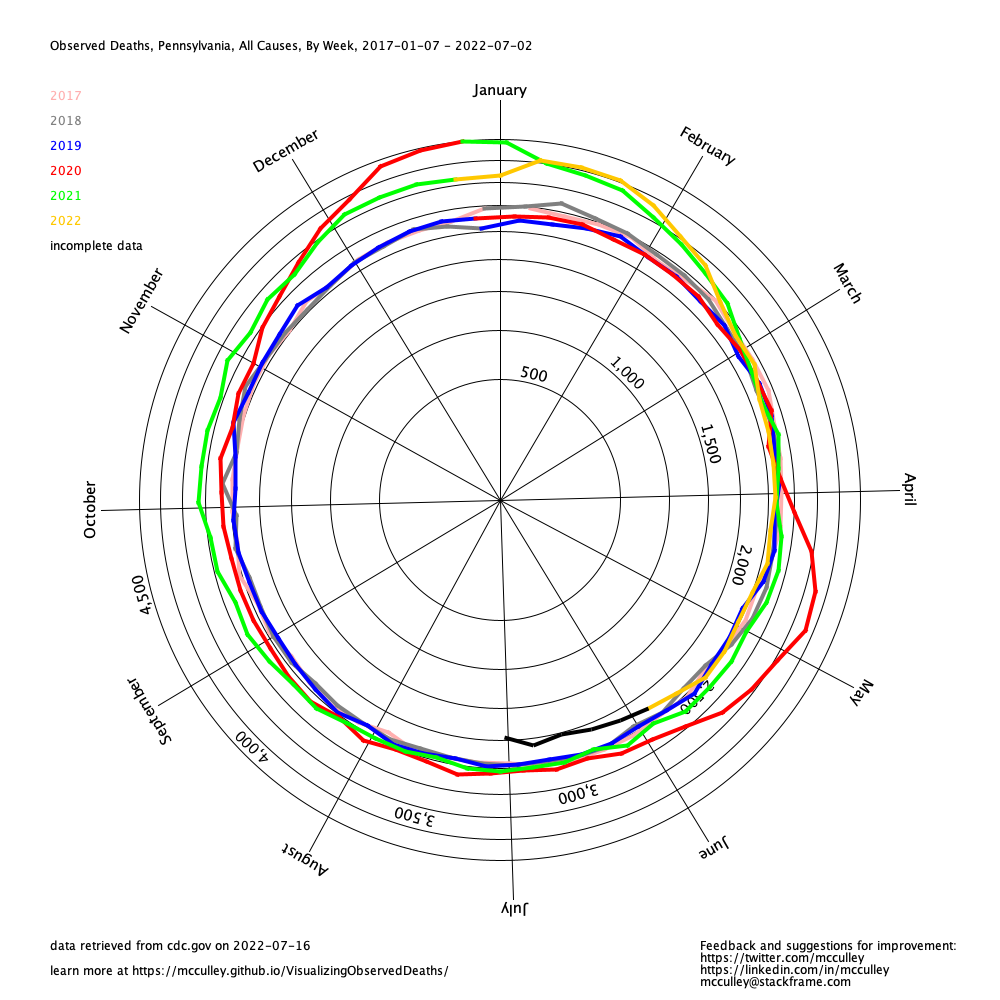 Observed Deaths, Pennsylvania, All Causes, By Week, 2017-01-07 - 2022-07-02
January
2017
2018
2019
2020
2021
2022
incomplete data
December
February
November
March
500
1,000
1,500
October
April
2,000
4,500
September
May
2,500
4,000
3,500
3,000
August
June
July
data retrieved from cdc.gov on 2022-07-16
learn more at https://mcculley.github.io/VisualizingObservedDeaths/
Feedback and suggestions for improvement:
https://twitter.com/mcculley
https://linkedin.com/in/mcculley
mcculley@stackframe.com